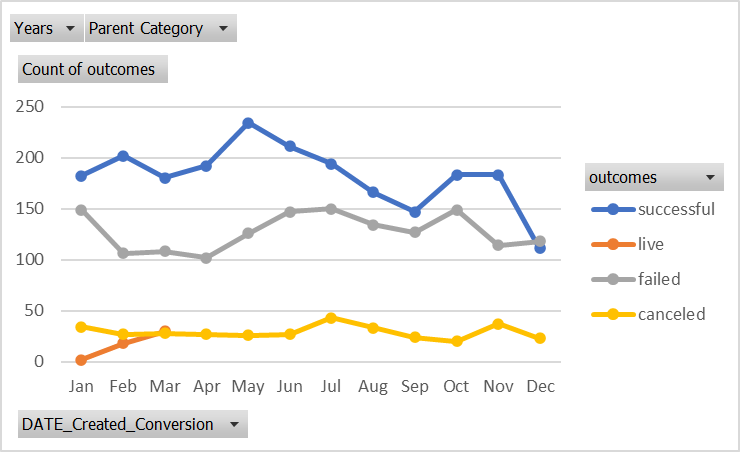 Years Parent Category
Count of outcomes
250
200
150
100
50
0
Jan Feb Mar Apr May Jun Jul Aug Sep Oct Nov Dec
outcomes
successful
live
failed
canceled
DATE_Created_Conversion